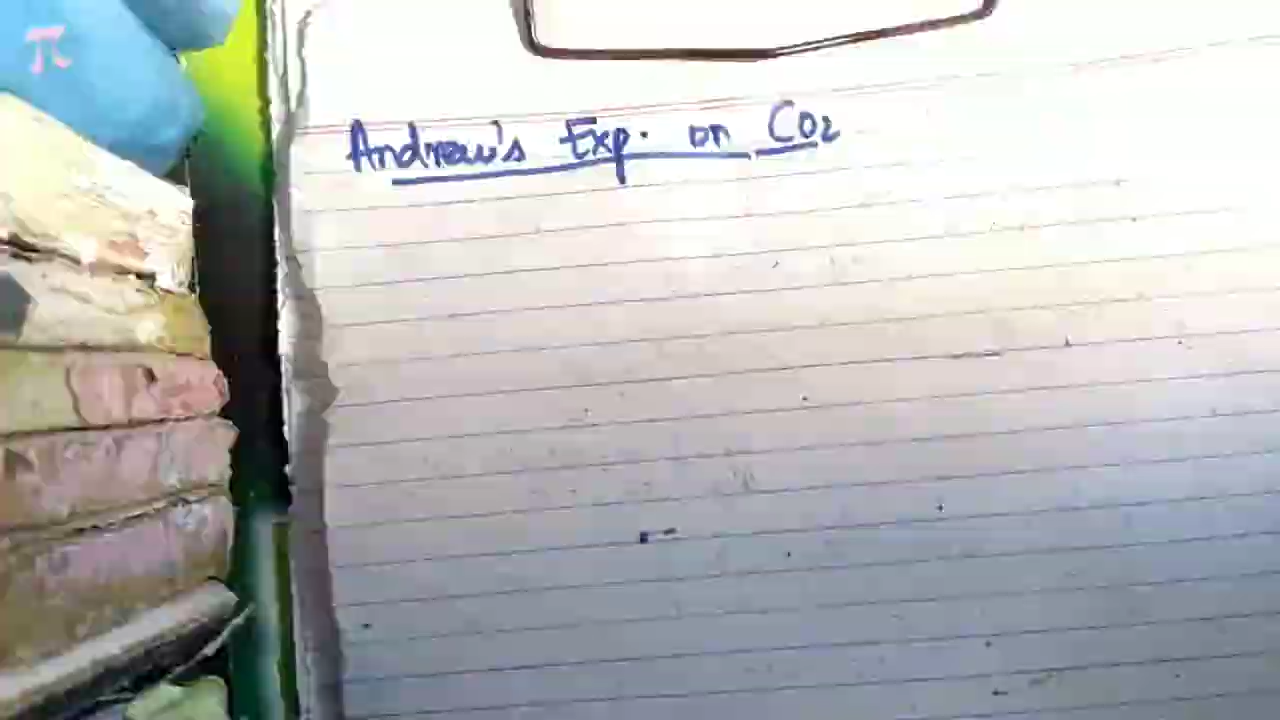 π
Andrew's Exp. on CO2